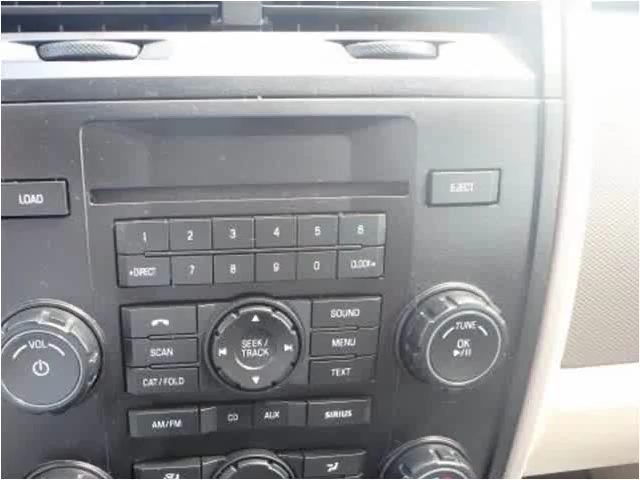 LOAD
EJECT
1 2 3 4 5 6
DIRECT 7 8 9 0 CLOCK
SOUND
VOL
SEEK/
TRACK
TUNE
SCAN
MENU
OK
CAT/FOLD
TEXT
AM/FM CD AUX SIRIUS